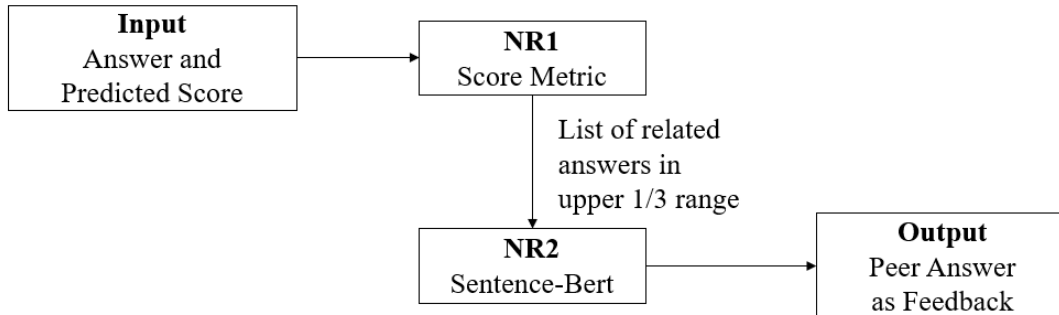 Input
Answer and
Predicted Score
NR1
Score Metric
List of related
answers in
upper 1/3 range
NR2
Sentence-Bert
Output
Peer Answer
as Feedback